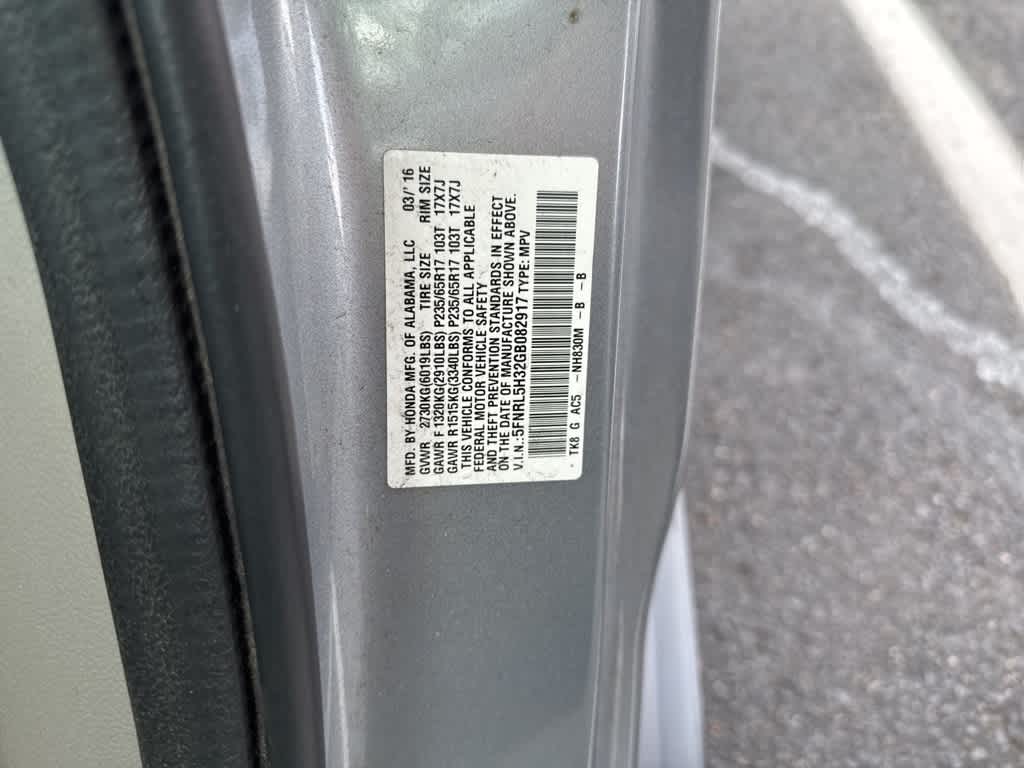 MFD. BY HONDA MFG. OF ALABAMA, LLC 03/'16
GVWR 2730KG(6019LBS) TIRE SIZE RIM SIZE
GAWR F 1320KG(2910LBS) P235/65R17 103T 17X7J
GAWR R1515KG(3340LBS) P235/65R17 103T 17X7J
THIS VEHICLE CONFORMS TO ALL APPLICABLE
FEDERAL MOTOR VEHICLE SAFETY
AND THEFT PREVENTION STANDARDS IN EFFECT
ON THE DATE OF MANUFACTURE SHOWN ABOVE.
V.I.N.:5FNRL5H32GB082917 TYPE: MPV
TK8 G AC5 -NH830M -B -B